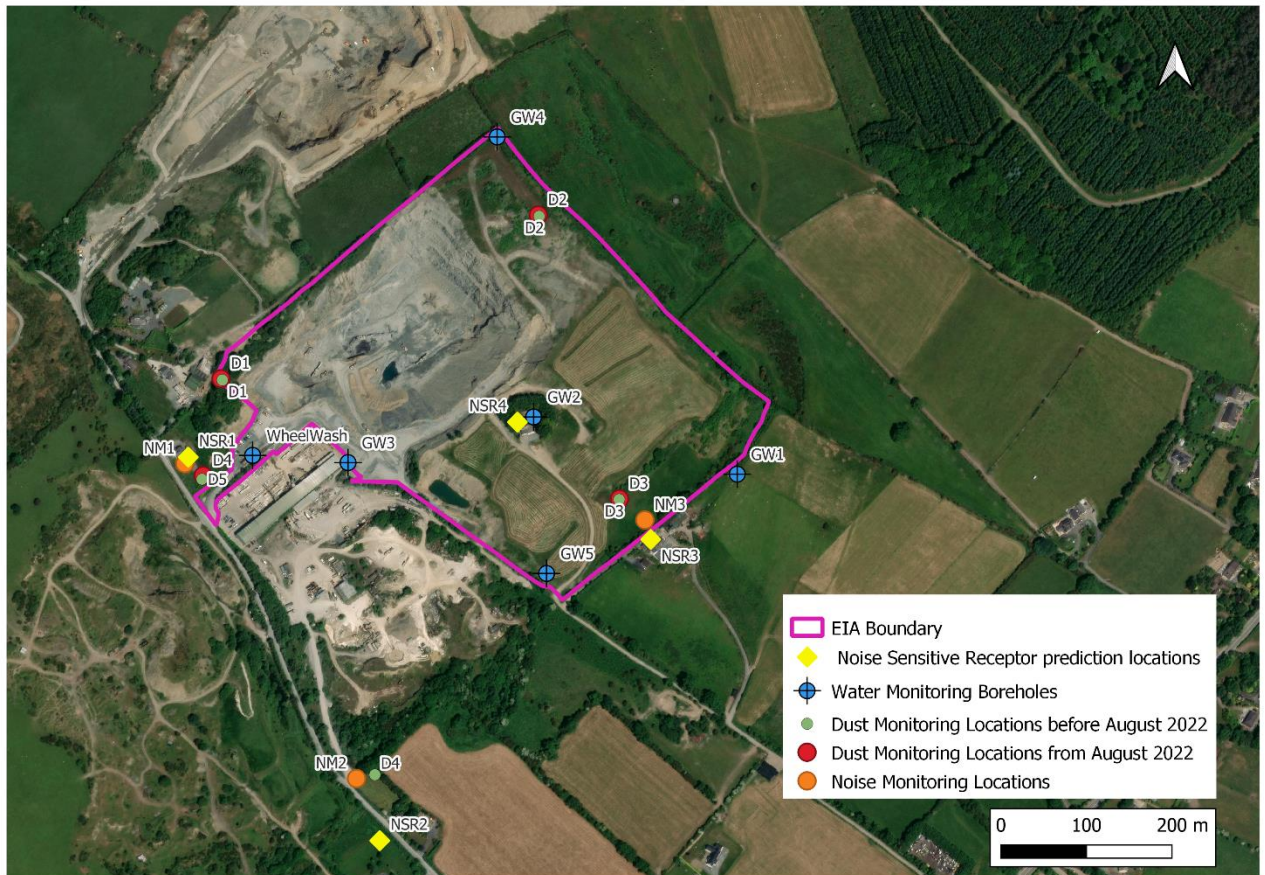 GW4
D2
D2
D1
D1
NSR4
GW2
NSR1
WheelWash
NM1
GW3
D4
D5
GW1
D3
D3
NM3
NSR3
GW5
NM2
D4
NSR2
EIA Boundary
Noise Sensitive Receptor prediction locations
Water Monitoring Boreholes
Dust Monitoring Locations before August 2022
Dust Monitoring Locations from August 2022
Noise Monitoring Locations
0 100 200 m